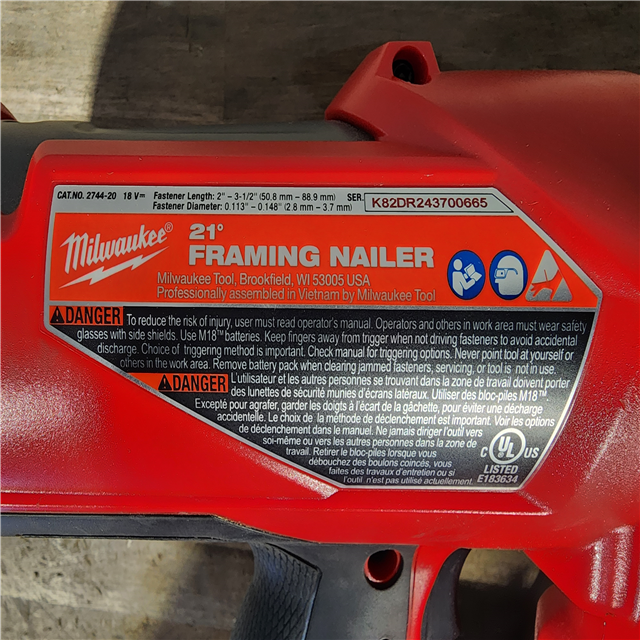 CAT.NO. 2744-20 18 V⎓ Fastener Length: 2" – 3-1/2" (50.8 mm – 88.9 mm) SER. K82DR243700665
Fastener Diameter: 0.113" – 0.148" (2.8 mm – 3.7 mm)
Milwaukee®
21°
FRAMING NAILER
Milwaukee Tool, Brookfield, WI 53005 USA
Professionally assembled in Vietnam by Milwaukee Tool
DANGER To reduce the risk of injury, user must read operator's manual. Operators and others in work area must wear safety
glasses with side shields. Use M18™ batteries. Keep fingers away from trigger when not driving fasteners to avoid accidental
discharge. Choice of triggering method is important. Check manual for triggering options. Never point tool at yourself or
others in the work area. Remove battery pack when clearing jammed fasteners, servicing, or tool is not in use.
DANGER L'utilisateur et les autres personnes se trouvant dans la zone de travail doivent porter
des lunettes de sécurité munies d'écrans latéraux. Utiliser des bloc-piles M18™.
Excepté pour agrafer, garder les doigts à l'écart de la gâchette, pour éviter une décharge
accidentelle. Le choix de la méthode de déclenchement est important. Voir les options de
déclenchement dans le manuel. Ne jamais diriger l'outil vers
soi-même ou vers les autres personnes dans la zone de
travail. Retirer le bloc-piles lorsque vous
débouchez des boulons coincés, vous
faites des travaux d'entretien ou si
l'outil n'est pas utilisé actuellement.
C UL ® US
LISTED
E183634